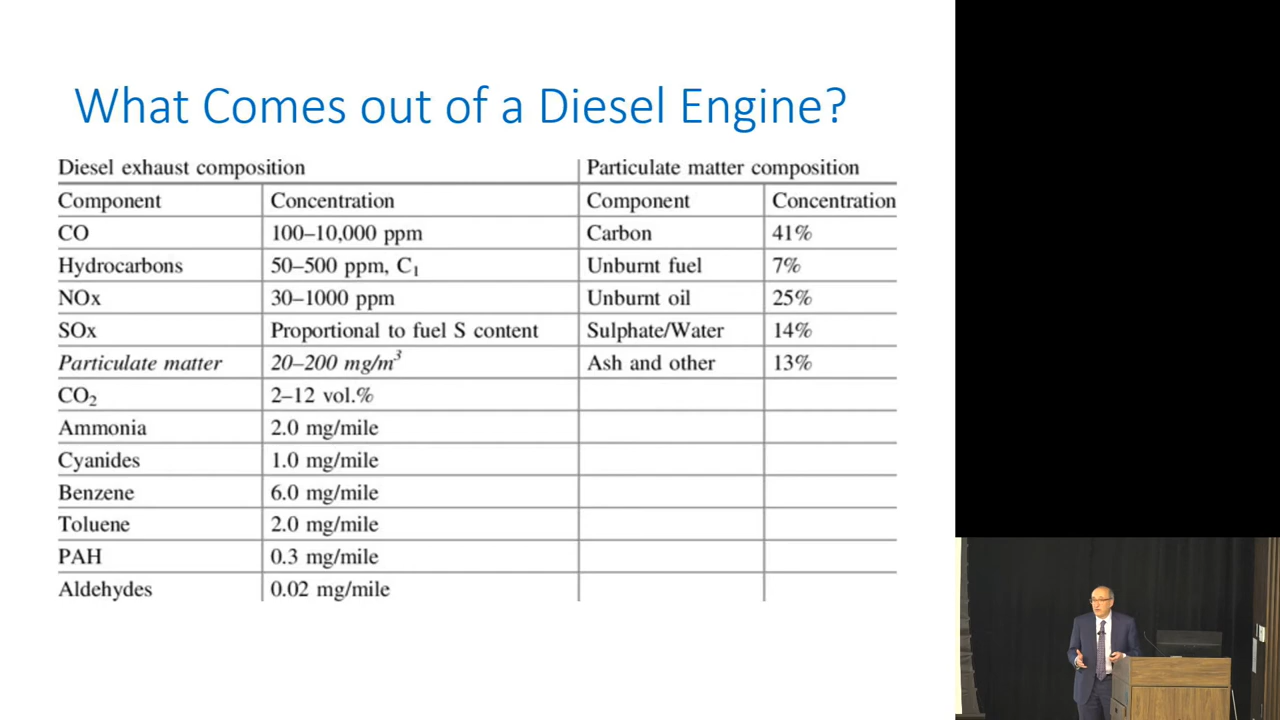 What Comes out of a Diesel Engine?
Diesel exhaust composition Particulate matter composition
Component Concentration Component Concentration
CO 100–10,000 ppm Carbon 41%
Hydrocarbons 50–500 ppm, C₁ Unburnt fuel 7%
NOx 30–1000 ppm Unburnt oil 25%
SOx Proportional to fuel S content Sulphate/Water 14%
Particulate matter 20–200 mg/m³ Ash and other 13%
CO₂ 2–12 vol.%
Ammonia 2.0 mg/mile
Cyanides 1.0 mg/mile
Benzene 6.0 mg/mile
Toluene 2.0 mg/mile
PAH 0.3 mg/mile
Aldehydes 0.02 mg/mile